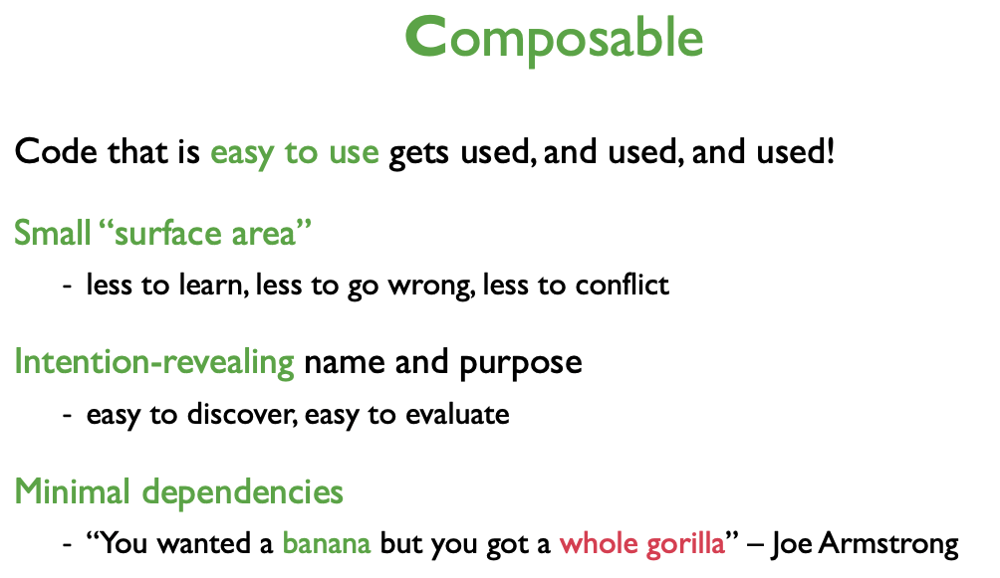 Composable
Code that is easy to use gets used, and used, and used!
Small “surface area”
- less to learn, less to go wrong, less to conflict
Intention-revealing name and purpose
- easy to discover, easy to evaluate
Minimal dependencies
- “You wanted a banana but you got a whole gorilla” – Joe Armstrong